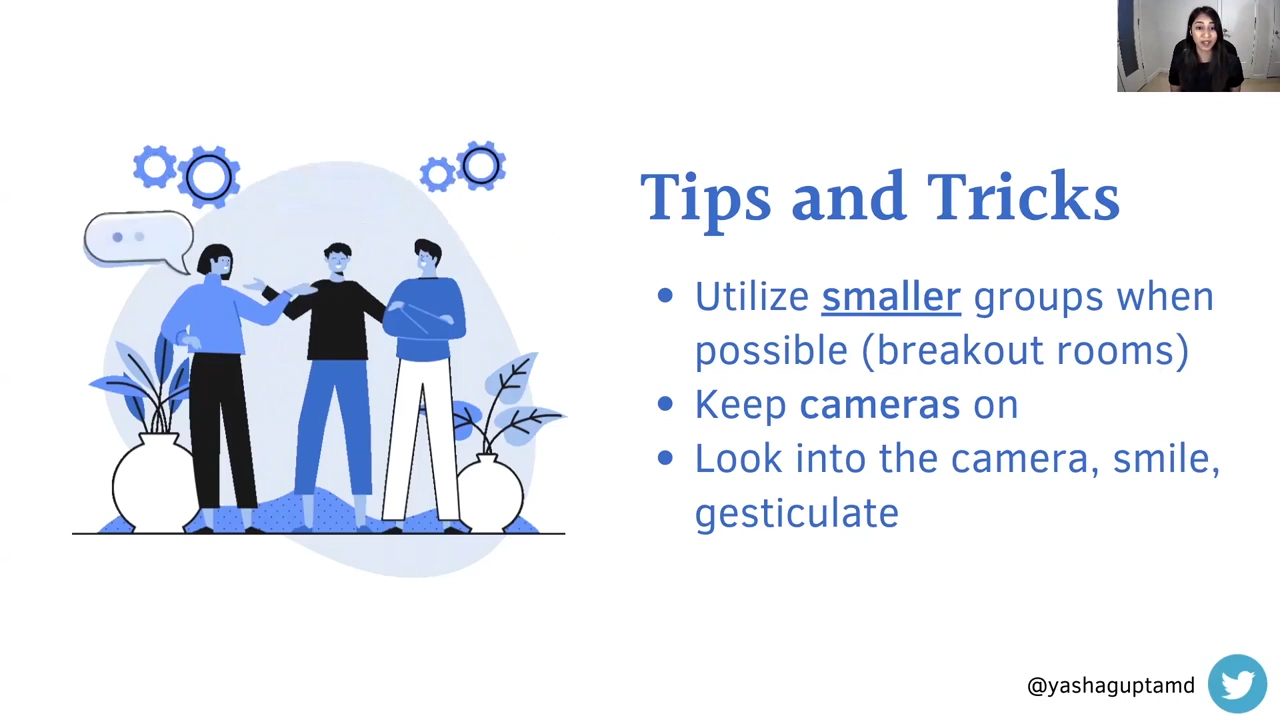 Tips and Tricks
• Utilize smaller groups when
possible (breakout rooms)
• Keep cameras on
• Look into the camera, smile,
gesticulate
@yashaguptamd